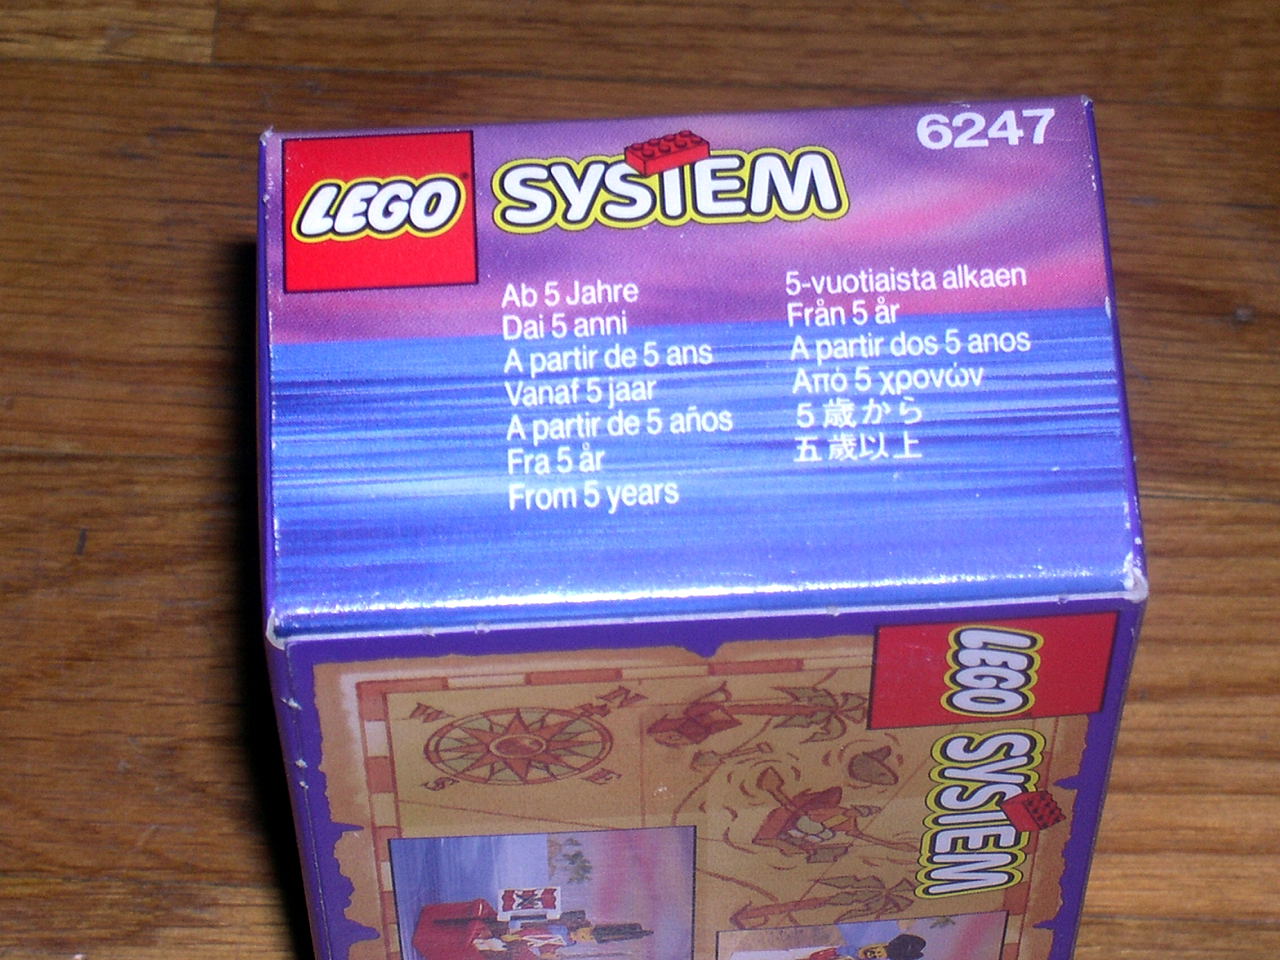 LEGO
SYSTEM
6247
Ab 5 Jahre
Dai 5 anni
A partir de 5 ans
Vanaf 5 jaar
A partir de 5 años
Fra 5 år
From 5 years
5-vuotiaista alkaen
Från 5 år
A partir dos 5 anos
Από 5 χρονών
5 歳から
五歲以上
LEGO
SYSTEM
W
N
S
E